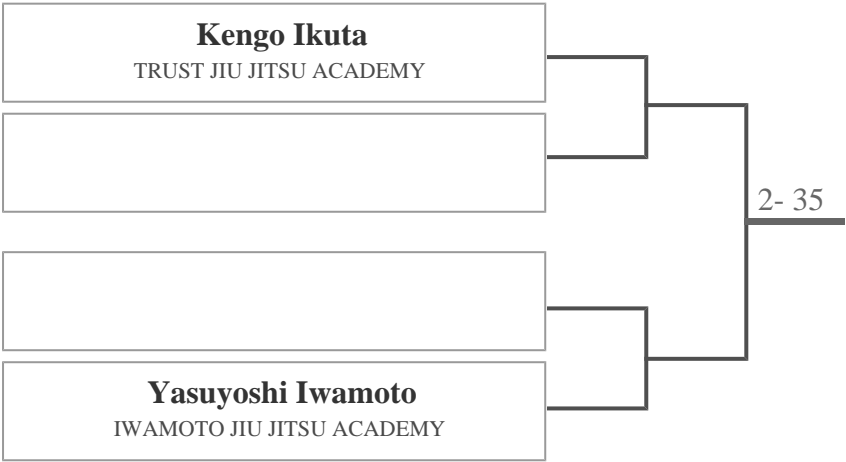 Kengo Ikuta
TRUST JIU JITSU ACADEMY
2- 35
Yasuyoshi Iwamoto
IWAMOTO JIU JITSU ACADEMY